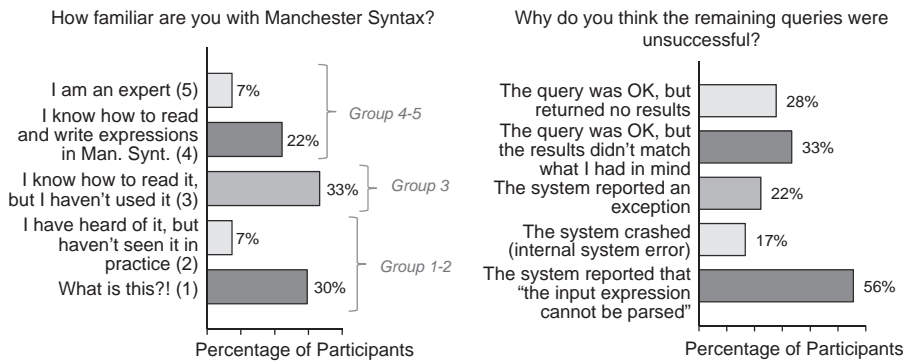 How familiar are you with Manchester Syntax?
I am an expert (5)
7%
I know how to read
and write expressions
in Man. Synt. (4)
22%
Group 4-5
I know how to read it,
but I haven't used it (3)
33%
Group 3
I have heard of it, but
haven't seen it in
practice (2)
7%
What is this?! (1)
30%
Group 1-2
Percentage of Participants
Why do you think the remaining queries were
unsuccessful?
The query was OK, but
returned no results
28%
The query was OK, but
the results didn't match
what I had in mind
33%
The system reported an
exception
22%
The system crashed
(internal system error)
17%
The system reported that
“the input expression
cannot be parsed”
56%
Percentage of Participants